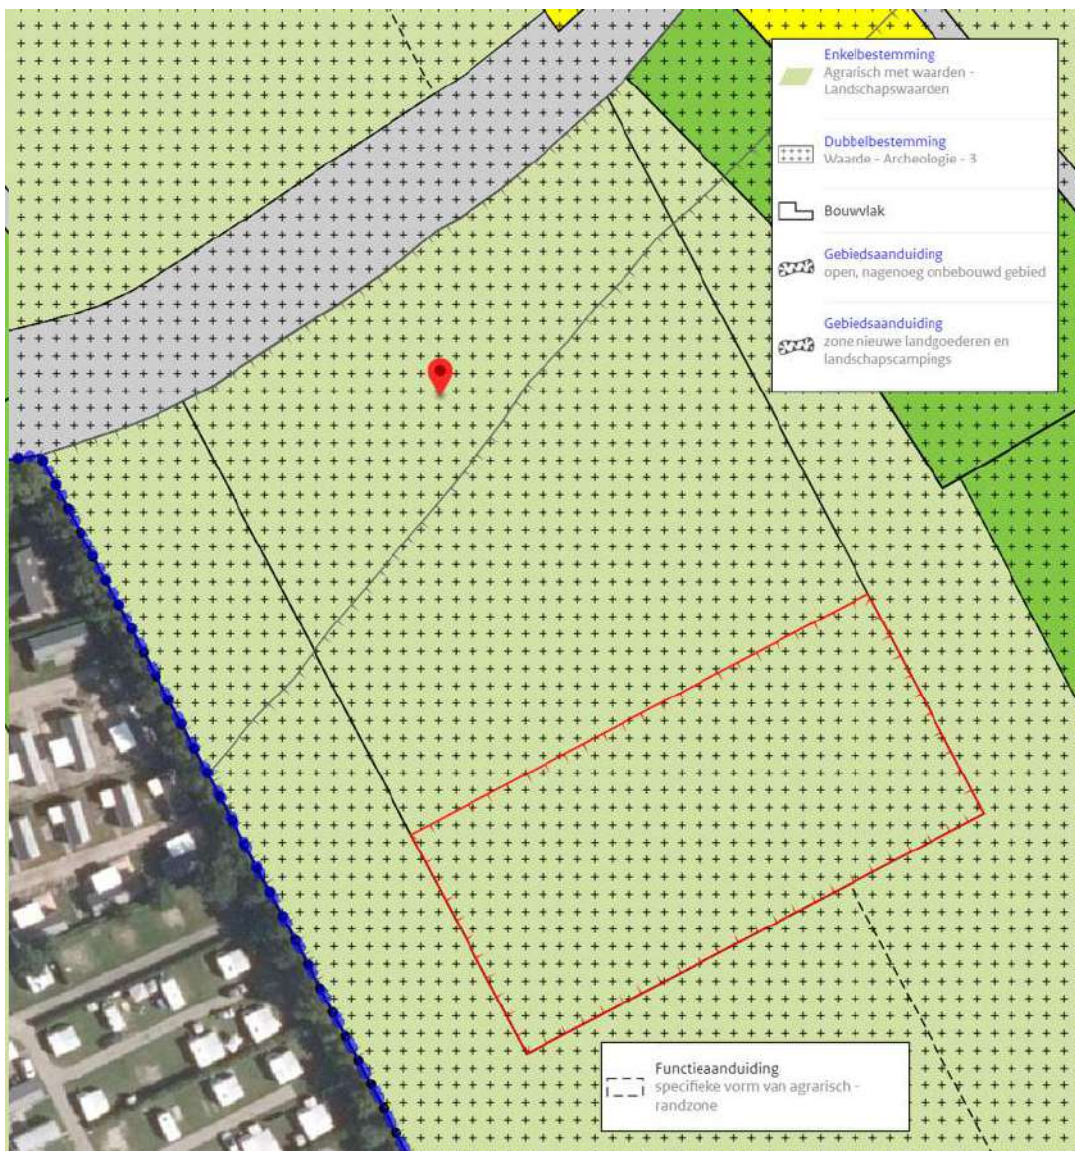 Enkelbestemming
Agrarisch met waarden -
Landschapswaarden
Dubbelbestemming
Waarde - Archeologie - 3
Bouwvlak
Gebiedsaanduiding
open, nagenoeg onbebouwd gebied
Gebiedsaanduiding
zone nieuwe landgoederen en
landschapscampings
Functieaanduiding
specifieke vorm van agrarisch -
randzone